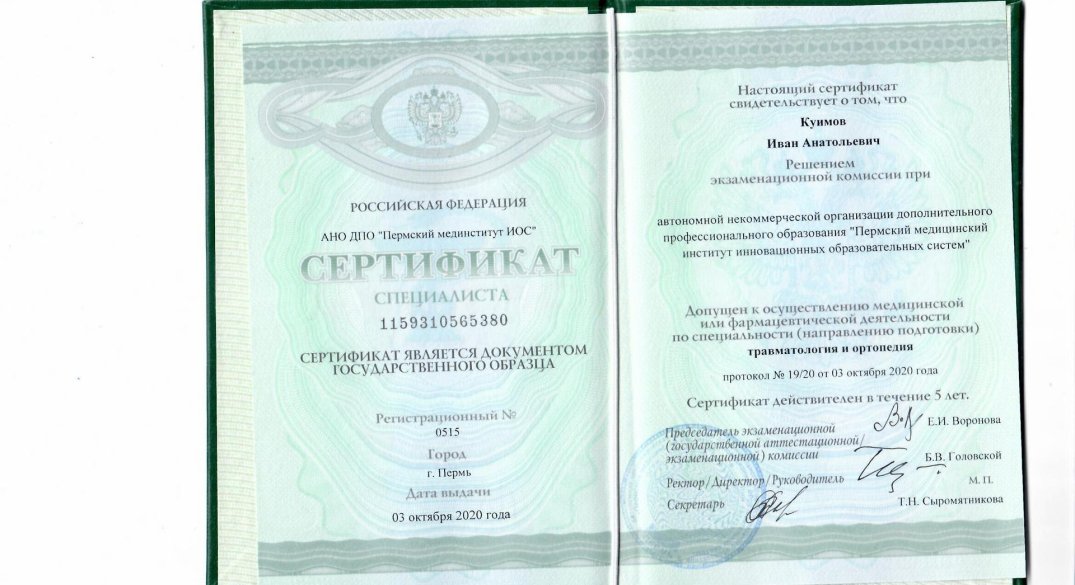 РОССИЙСКАЯ ФЕДЕРАЦИЯ
АНО ДПО "Пермский мединститут ИОС"
СЕРТИФИКАТ
СПЕЦИАЛИСТА
1159310565380
СЕРТИФИКАТ ЯВЛЯЕТСЯ ДОКУМЕНТОМ
ГОСУДАРСТВЕННОГО ОБРАЗЦА
Регистрационный №
0515
Город
г. Пермь
Дата выдачи
03 октября 2020 года
Настоящий сертификат
свидетельствует о том, что
Куимов
Иван Анатольевич
Решением
экзаменационной комиссии при
автономной некоммерческой организации дополнительного
профессионального образования "Пермский медицинский
институт инновационных образовательных систем"
Допущен к осуществлению медицинской
или фармацевтической деятельности
по специальности (направлению подготовки)
травматология и ортопедия
протокол № 19/20 от 03 октября 2020 года
Сертификат действителен в течение 5 лет.
Председатель экзаменационной
(государственной аттестационной/
экзаменационной) комиссии
Е.И. Воронова
Ректор/Директор/Руководитель
Б.В. Головской
М. П.
Секретарь
Т.Н. Сыромятникова